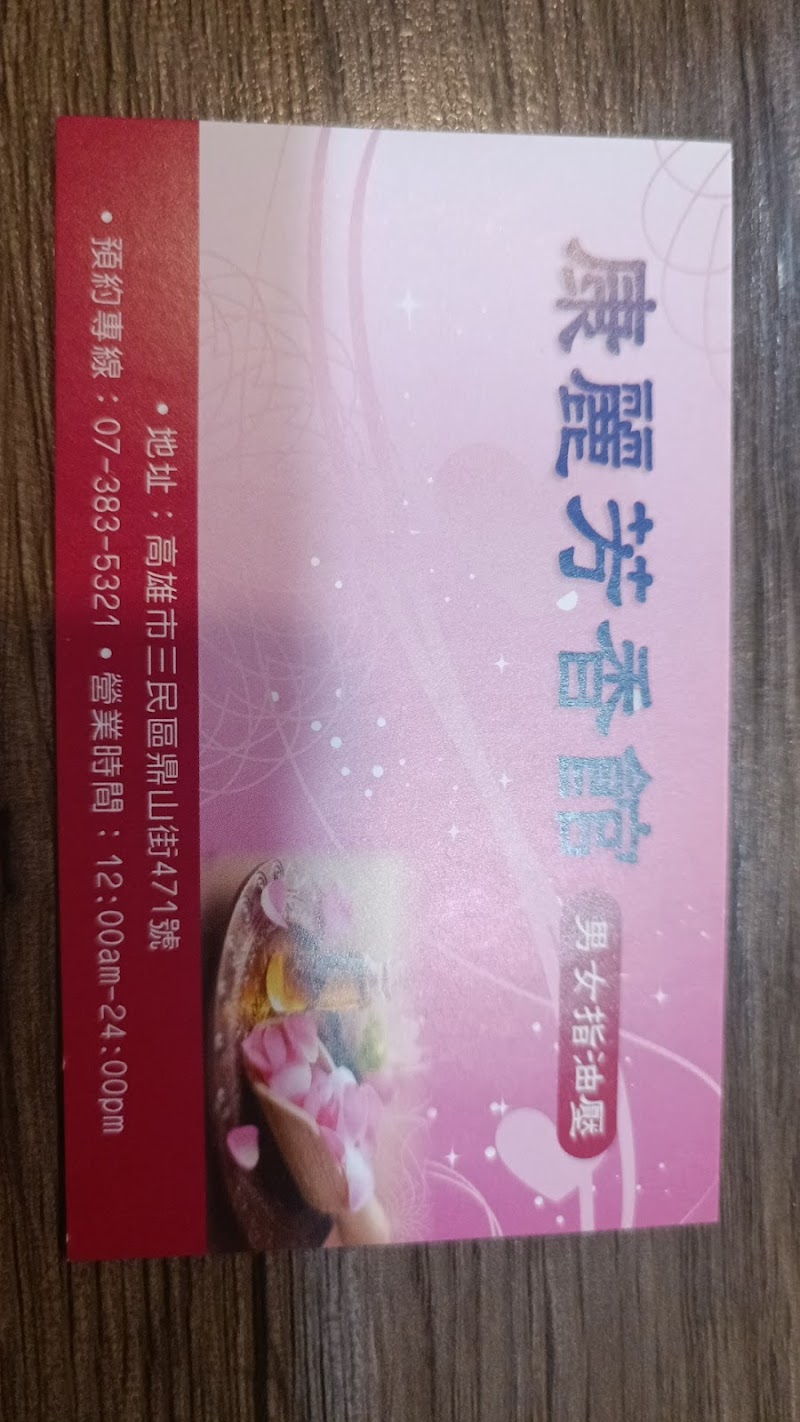 康麗芳香館
男女指油壓
•地址：高雄市三民區鼎山街471號
•預約專線：07-383-5321•營業時間：12:00am-24:00pm